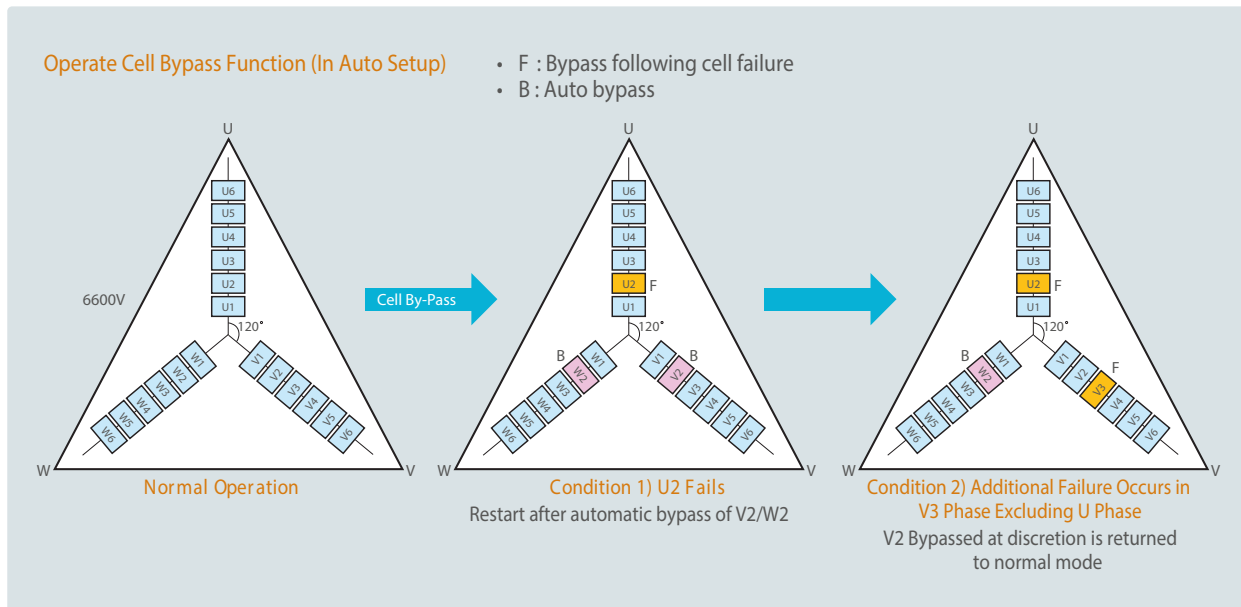 Operate Cell Bypass Function (In Auto Setup)
• F : Bypass following cell failure
• B : Auto bypass
U
U6
U5
U4
U3
U2
U1
120°
6600V
W1
W2
W3
W4
W5
W6
V1
V2
V3
V4
V5
V6
W
V
Normal Operation
Cell By-Pass
U
U6
U5
U4
U3
U2 F
U1
120°
B
W1
W2
W3
W4
W5
W6
B
V1
V2
V3
V4
V5
V6
W
V
Condition 1) U2 Fails
Restart after automatic bypass of V2/W2
U
U6
U5
U4
U3
U2 F
U1
120°
B
W1
W2
W3
W4
W5
W6
F
V1
V2
V3
V4
V5
V6
W
V
Condition 2) Additional Failure Occurs in
V3 Phase Excluding U Phase
V2 Bypassed at discretion is returned
to normal mode